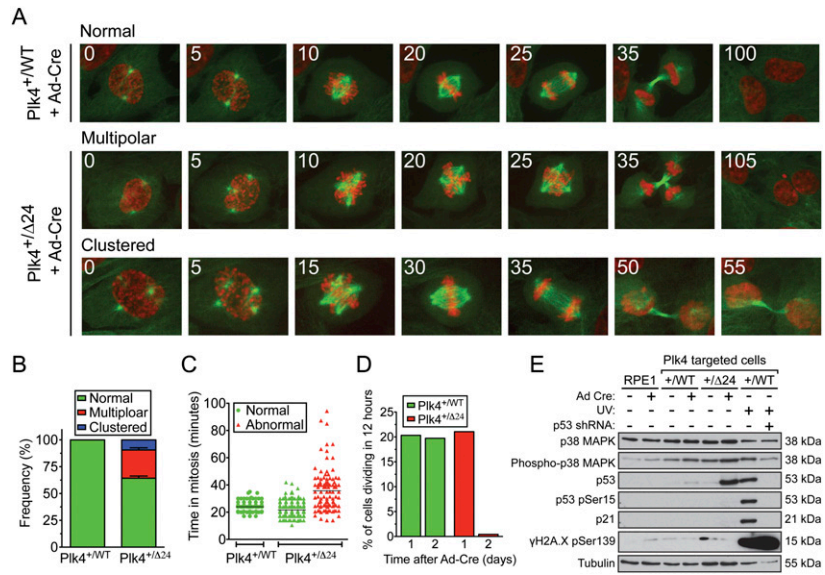 A
Normal
Plk4+/WT
+ Ad-Cre
0 5 10 20 25 35 100
Multipolar
Plk4+/Δ24
+ Ad-Cre
0 5 10 20 25 35 105
Clustered
0 5 15 30 35 50 55
B
Normal
Multiploar
Clustered
Frequency (%)
100
75
50
25
0
Plk4+/WT Plk4+/Δ24
C
Normal
Abnormal
Time in mitosis (minutes)
100
80
60
40
20
0
Plk4+/WT Plk4+/Δ24
D
Plk4+/WT
Plk4+/Δ24
% of cells dividing in 12 hours
25
20
15
10
5
0
1 2 1 2
Time after Ad-Cre (days)
E
Plk4 targeted cells
RPE1 +/WT +/Δ24 +/WT
Ad Cre: - + - + - + - -
UV: - - - - - - + +
p53 shRNA: - - - - - - - +
p38 MAPK 38 kDa
Phospho-p38 MAPK 38 kDa
p53 53 kDa
p53 pSer15 53 kDa
p21 21 kDa
γH2A.X pSer139 15 kDa
Tubulin 55 kDa